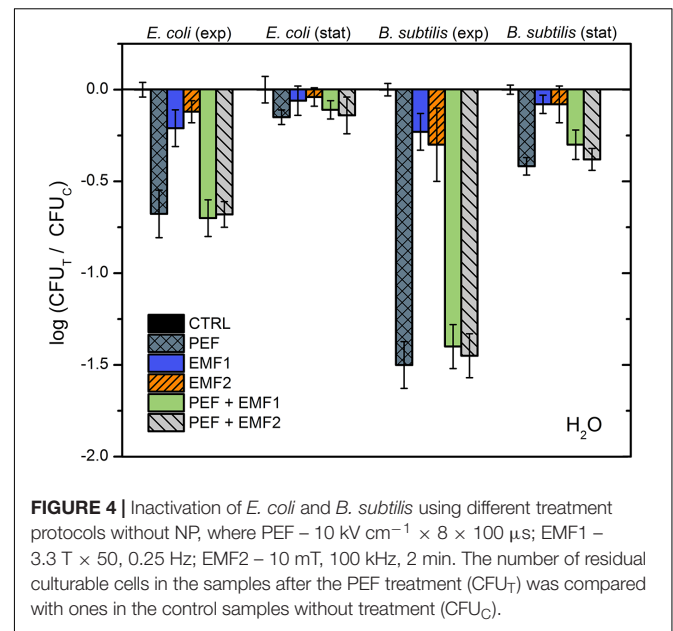 E. coli (exp) E. coli (stat) B. subtilis (exp) B. subtilis (stat)
0.0
-0.5
-1.0
-1.5
-2.0
log (CFU_T / CFU_C)
CTRL
PEF
EMF1
EMF2
PEF + EMF1
PEF + EMF2
H₂O
FIGURE 4 | Inactivation of E. coli and B. subtilis using different treatment
protocols without NP, where PEF – 10 kV cm⁻¹ × 8 × 100 μs; EMF1 –
3.3 T × 50, 0.25 Hz; EMF2 – 10 mT, 100 kHz, 2 min. The number of residual
culturable cells in the samples after the PEF treatment (CFU_T) was compared
with ones in the control samples without treatment (CFU_C).